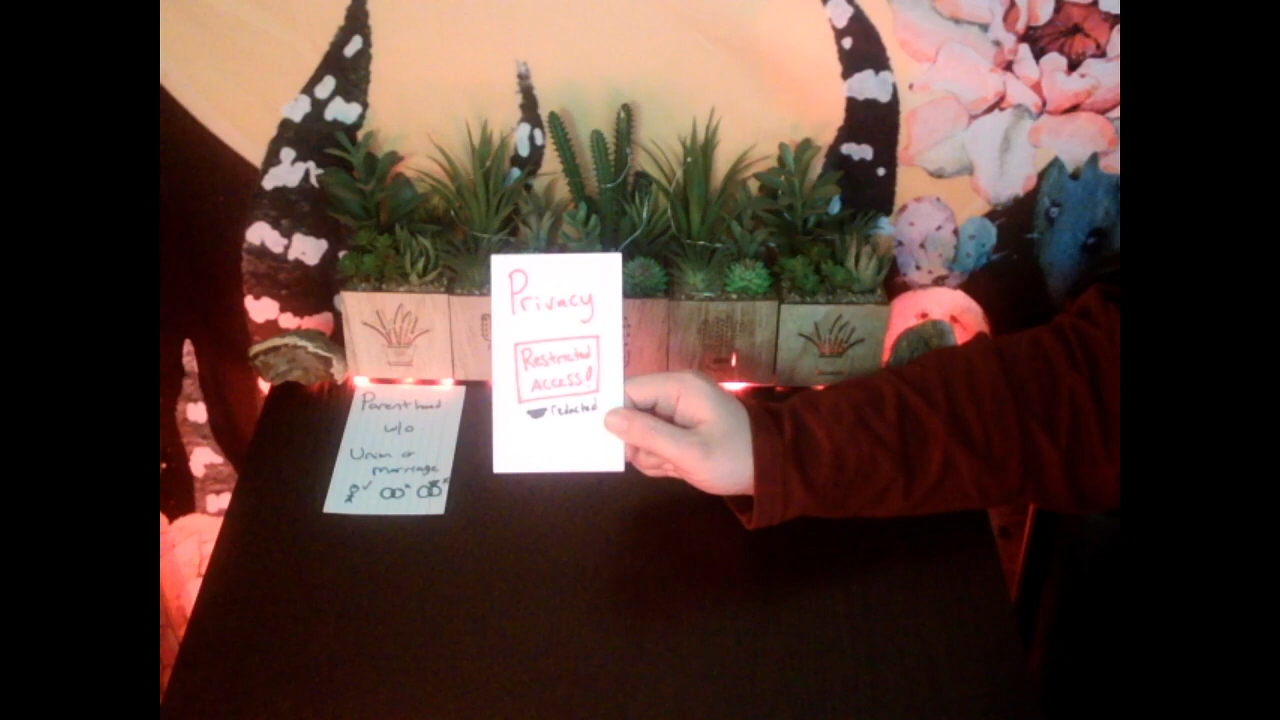 Privacy
Restricted
Access!
redacted
Parenthood
w/o
Union or
marriage